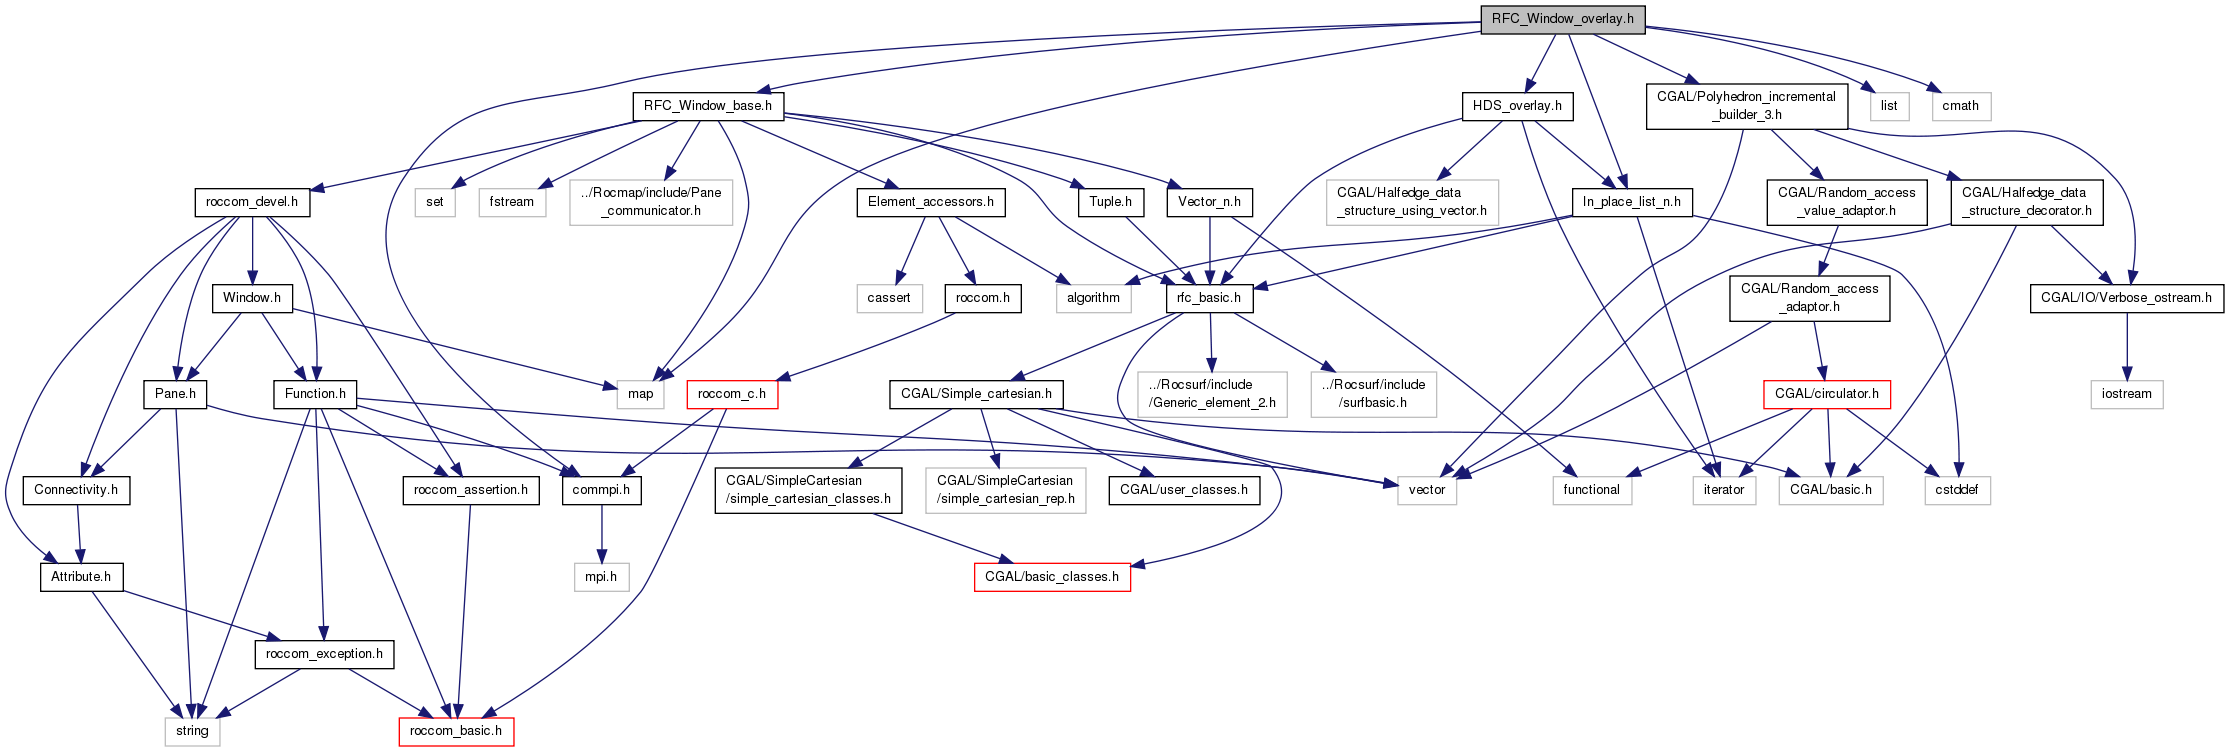 RFC_Window_overlay.h
RFC_Window_base.h
HDS_overlay.h
CGAL/Polyhedron_incremental
_builder_3.h
list
cmath
roccom_devel.h
set
fstream
../Rocmap/include/Pane
_communicator.h
Element_accessors.h
Tuple.h
Vector_n.h
CGAL/Halfedge_data
_structure_using_vector.h
In_place_list_n.h
CGAL/Random_access
_value_adaptor.h
CGAL/Halfedge_data
_structure_decorator.h
Window.h
cassert
roccom.h
algorithm
rfc_basic.h
CGAL/Random_access
_adaptor.h
CGAL/IO/Verbose_ostream.h
Pane.h
Function.h
map
roccom_c.h
CGAL/Simple_cartesian.h
../Rocsurf/include
/Generic_element_2.h
../Rocsurf/include
/surfbasic.h
CGAL/circulator.h
iostream
Connectivity.h
roccom_assertion.h
commpi.h
CGAL/SimpleCartesian
/simple_cartesian_classes.h
CGAL/SimpleCartesian
/simple_cartesian_rep.h
CGAL/user_classes.h
vector
functional
iterator
CGAL/basic.h
cstddef
Attribute.h
mpi.h
CGAL/basic_classes.h
roccom_exception.h
string
roccom_basic.h